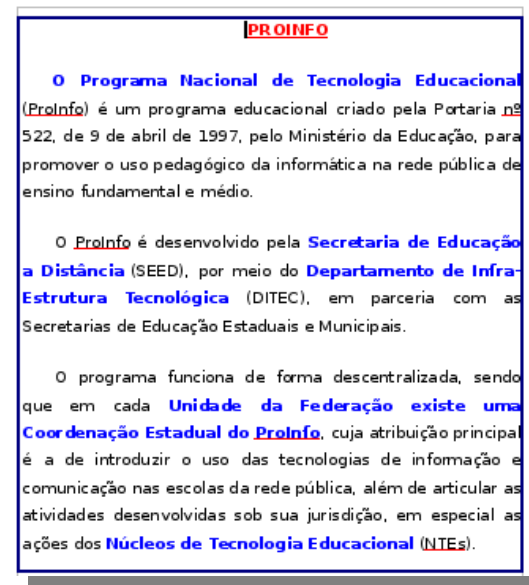 PROINFO
O Programa Nacional de Tecnologia Educacional
(ProInfo) é um programa educacional criado pela Portaria nº
522, de 9 de abril de 1997, pelo Ministério da Educação, para
promover o uso pedagógico da informática na rede pública de
ensino fundamental e médio.
O ProInfo é desenvolvido pela Secretaria de Educação
a Distância (SEED), por meio do Departamento de Infra-
Estrutura Tecnológica (DITEC), em parceria com as
Secretarias de Educação Estaduais e Municipais.
O programa funciona de forma descentralizada, sendo
que em cada Unidade da Federação existe uma
Coordenação Estadual do ProInfo, cuja atribuição principal
é a de introduzir o uso das tecnologias de informação e
comunicação nas escolas da rede pública, além de articular as
atividades desenvolvidas sob sua jurisdição, em especial as
ações dos Núcleos de Tecnologia Educacional (NTEs).